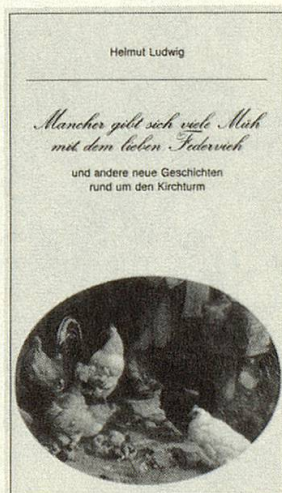 Helmut Ludwig
Mancher gibt sich viele Müh
mit dem lieben Federvieh
und andere neue Geschichten
rund um den Kirchturm